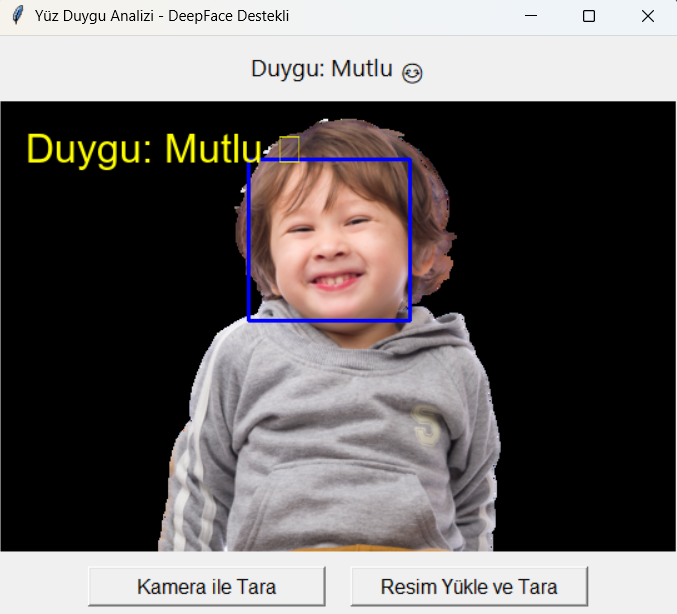 Yüz Duygu Analizi - DeepFace Destekli
Duygu: Mutlu 😊
Duygu: Mutlu □
S
Kamera ile Tara
Resim Yükle ve Tara